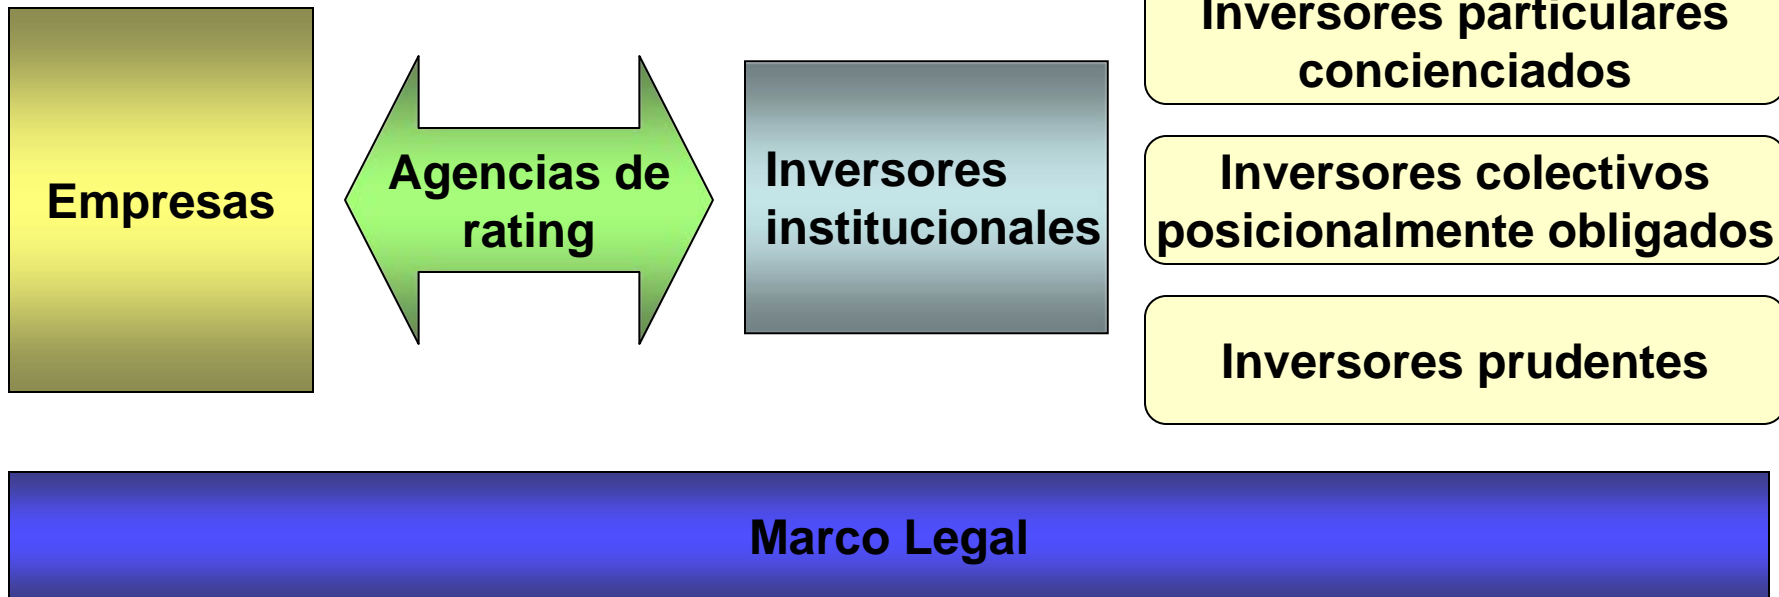 Empresas
Agencias de
rating
Inversores
institucionales
Inversores particulares
concienciados
Inversores colectivos
posicionalmente obligados
Inversores prudentes
Marco Legal